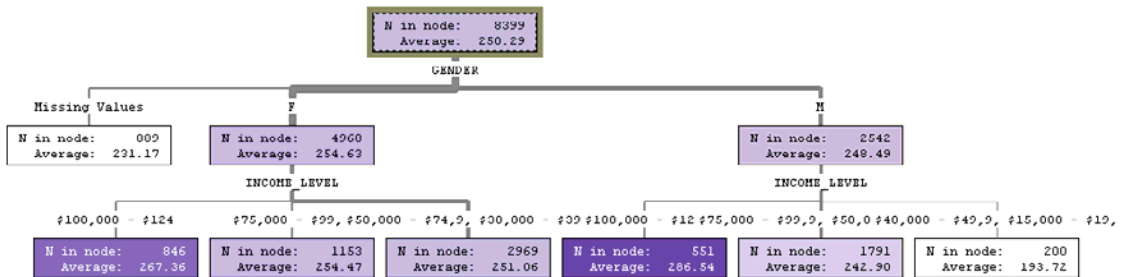 N in node: 8399
Average: 250.29
GENDER
Missing Values
F
M
N in node: 009
Average: 231.17
N in node: 4960
Average: 254.63
N in node: 2542
Average: 248.49
INCOME_LEVEL
INCOME_LEVEL
$100,000 - $124
$75,000 - $99, $50,000 - $74,9, $30,000 - $39
$100,000 - $12
$75,000 - $99,9, $50,0
$40,000 - $49,9, $15,000 - $19,
N in node: 846
Average: 267.36
N in node: 1153
Average: 254.47
N in node: 2969
Average: 251.06
N in node: 551
Average: 286.54
N in node: 1791
Average: 242.90
N in node: 200
Average: 193.72